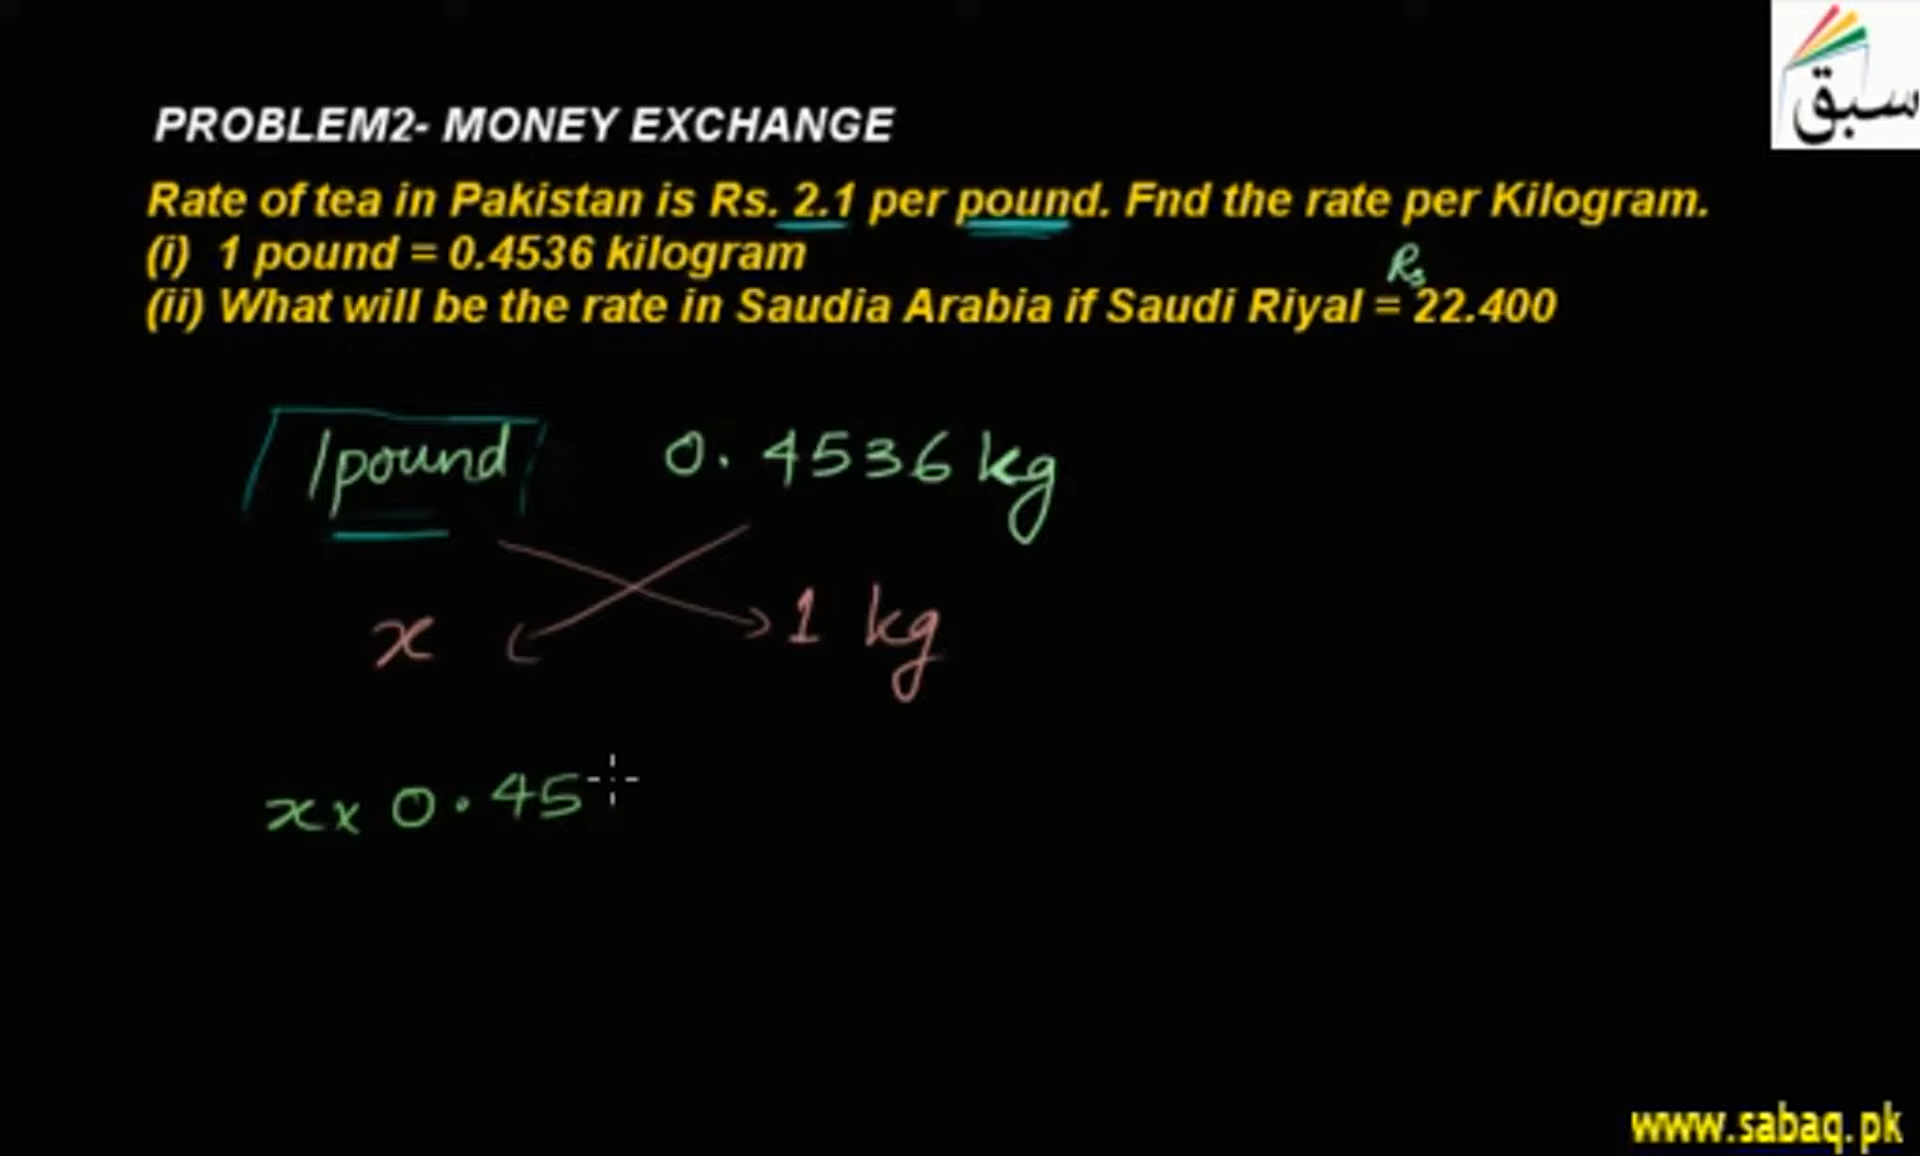 سبق
PROBLEM2- MONEY EXCHANGE
Rate of tea in Pakistan is Rs. 2.1 per pound. Fnd the rate per Kilogram.
(i) 1 pound = 0.4536 kilogram
Rs
(ii) What will be the rate in Saudia Arabia if Saudi Riyal = 22.400
1pound 0.4536 kg
x 1 kg
x x 0.45
www.sabaq.pk